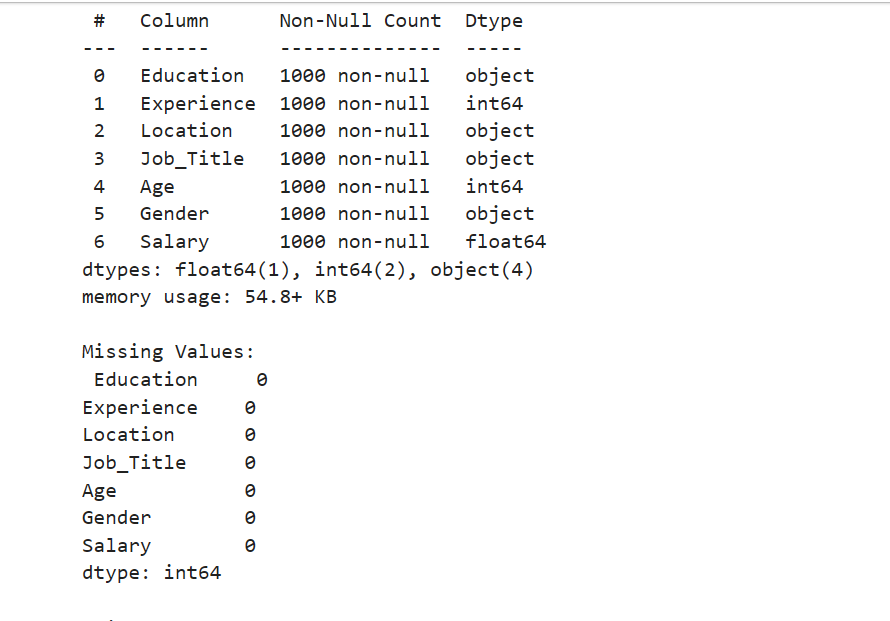 #   Column      Non-Null Count  Dtype
---  ------      --------------  -----
0   Education   1000 non-null   object
1   Experience  1000 non-null   int64
2   Location    1000 non-null   object
3   Job_Title   1000 non-null   object
4   Age         1000 non-null   int64
5   Gender      1000 non-null   object
6   Salary      1000 non-null   float64
dtypes: float64(1), int64(2), object(4)
memory usage: 54.8+ KB
Missing Values:
Education     0
Experience    0
Location      0
Job_Title     0
Age           0
Gender        0
Salary        0
dtype: int64